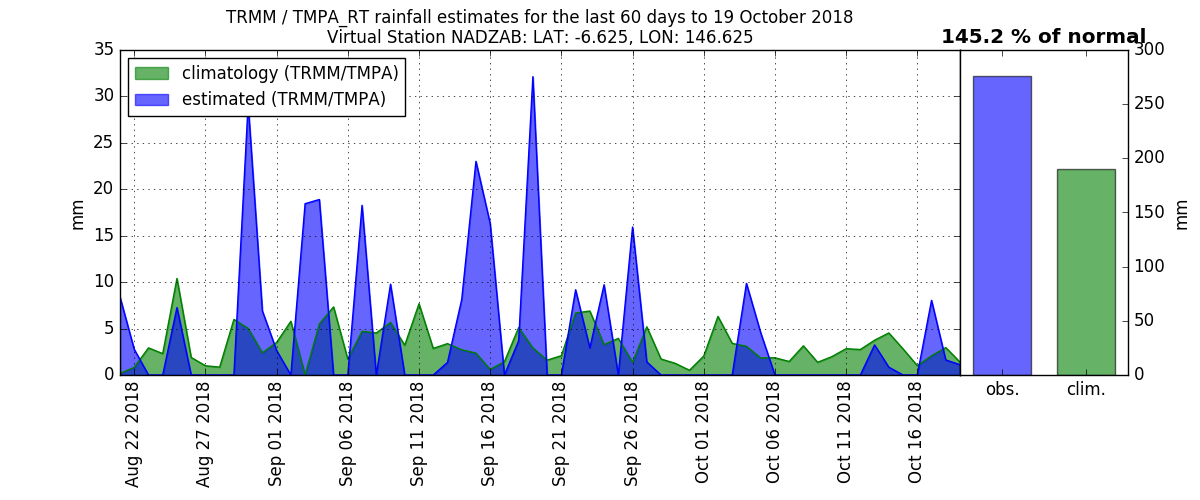 TRMM / TMPA_RT rainfall estimates for the last 60 days to 19 October 2018
Virtual Station NADZAB: LAT: -6.625, LON: 146.625
145.2 % of normal
climatology (TRMM/TMPA)
estimated (TRMM/TMPA)
mm
35
30
25
20
15
10
5
0
Aug 22 2018
Aug 27 2018
Sep 01 2018
Sep 06 2018
Sep 11 2018
Sep 16 2018
Sep 21 2018
Sep 26 2018
Oct 01 2018
Oct 06 2018
Oct 11 2018
Oct 16 2018
obs.
clim.
300
250
200
150
100
50
0
mm